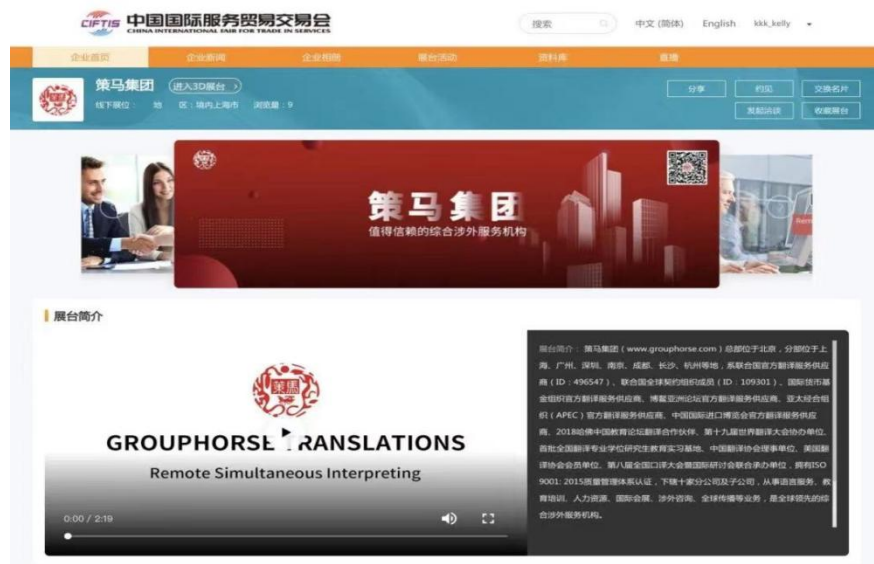 CIFTIS 中国国际服务贸易交易会
CHINA INTERNATIONAL FAIR FOR TRADE IN SERVICES
搜索 中文 (简体) English kkk_kelly
企业首页 企业新闻 企业相册 展台活动 资料库 直播
策马集团 进入3D展台
线下展位： 地 区：境内上海市 浏览量：9
分享 约见 交换名片
发起洽谈 收藏展台
策马集团
值得信赖的综合涉外服务机构
Rem
展台简介
策馬
GROUPHORSE TRANSLATIONS
Remote Simultaneous Interpreting
0:00 / 2:19
展台简介： 策马集团（www.grouphorse.com）总部位于北京，分部位于上
海、广州、深圳、南京、成都、长沙、杭州等地，系联合国官方翻译服务供应
商（ID：496547）、联合国全球契约组织成员（ID：109301）、国际货币基
金组织官方翻译服务供应商、博鳌亚洲论坛官方翻译服务供应商、亚太经合组
织（APEC）官方翻译服务供应商、中国国际进口博览会官方翻译服务供应
商、2018哈佛中国教育论坛翻译合作伙伴、第十九届世界翻译大会协办单位、
首批全国翻译专业学位研究生教育实习基地、中国翻译协会理事单位、美国翻
译协会会员单位、第八届全国口译大会暨国际研讨会联合承办单位，拥有ISO
9001: 2015质量管理体系认证，下辖十家分公司及子公司，从事语言服务、教
育培训、人力资源、国际会展、涉外咨询、全球传播等业务，是全球领先的综
合涉外服务机构。